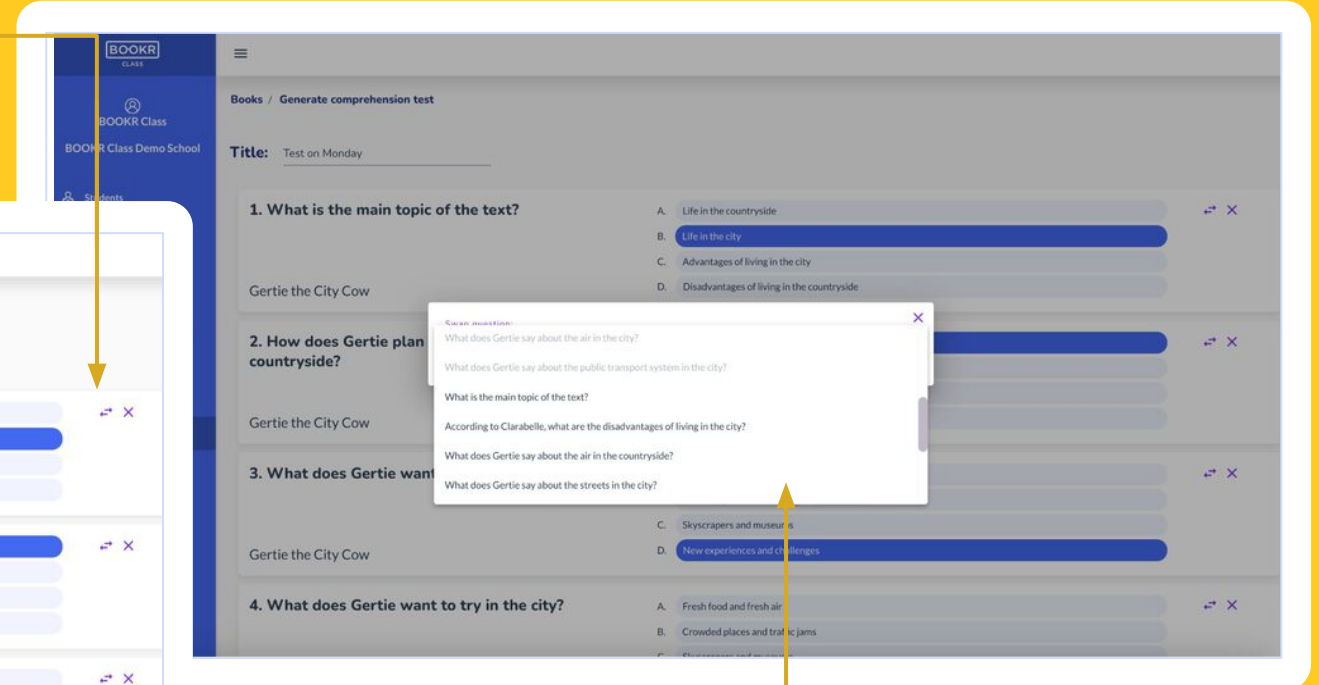 BOOKR
CLASS
BOOKR Class
BOOKR Class Demo School
Students
Books / Generate comprehension test
Title: Test on Monday
1. What is the main topic of the text?
A. Life in the countryside
B. Life in the city
C. Advantages of living in the city
D. Disadvantages of living in the countryside
Gertie the City Cow
2. How does Gertie plan
countryside?
Gertie the City Cow
Swap question:
What does Gertie say about the air in the city?
What does Gertie say about the public transport system in the city?
What is the main topic of the text?
According to Clarabelle, what are the disadvantages of living in the city?
What does Gertie say about the air in the countryside?
What does Gertie say about the streets in the city?
3. What does Gertie want
C. Skyscrapers and museums
D. New experiences and challenges
Gertie the City Cow
4. What does Gertie want to try in the city?
A. Fresh food and fresh air
B. Crowded places and traffic jams
C. Skyscrapers and museums